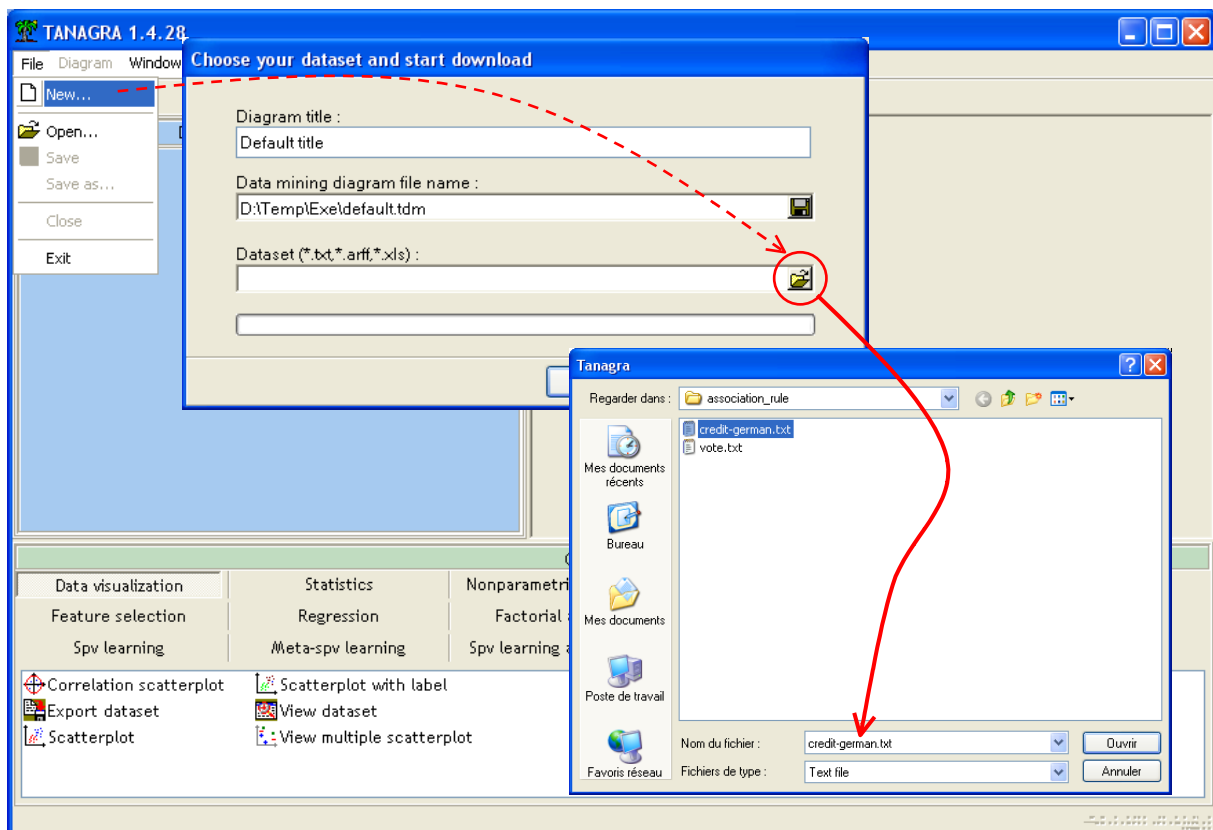 TANAGRA 1.4.28
File Diagram Window
New...
Open...
Save
Save as...
Close
Exit
Choose your dataset and start download
Diagram title :
Default title
Data mining diagram file name :
D:\Temp\Exe\default.tdm
Dataset (*.txt,*.arff,*.xls) :
Tanagra
Regarder dans : association_rule
credit-german.txt
vote.txt
Mes documents
récents
Bureau
Mes documents
Poste de travail
Favoris réseau
Nom du fichier : credit-german.txt Ouvrir
Fichiers de type : Text file Annuler
Data visualization Statistics
Feature selection Regression Factorial
Spv learning Meta-spv learning Spv learning
Correlation scatterplot Scatterplot with label
Export dataset View dataset
Scatterplot View multiple scatterplot